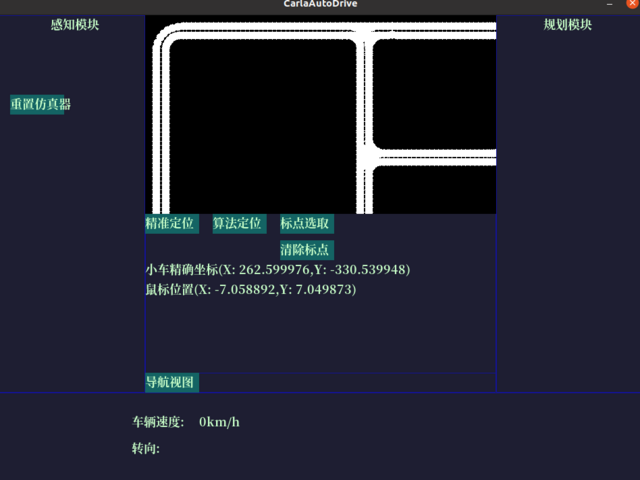 CarlaAutoDrive
感知模块
规划模块
重置仿真器
精准定位 算法定位 标点选取
清除标点
小车精确坐标(X: 262.599976,Y: -330.539948)
鼠标位置(X: -7.058892,Y: 7.049873)
导航视图
车辆速度: 0km/h
转向: